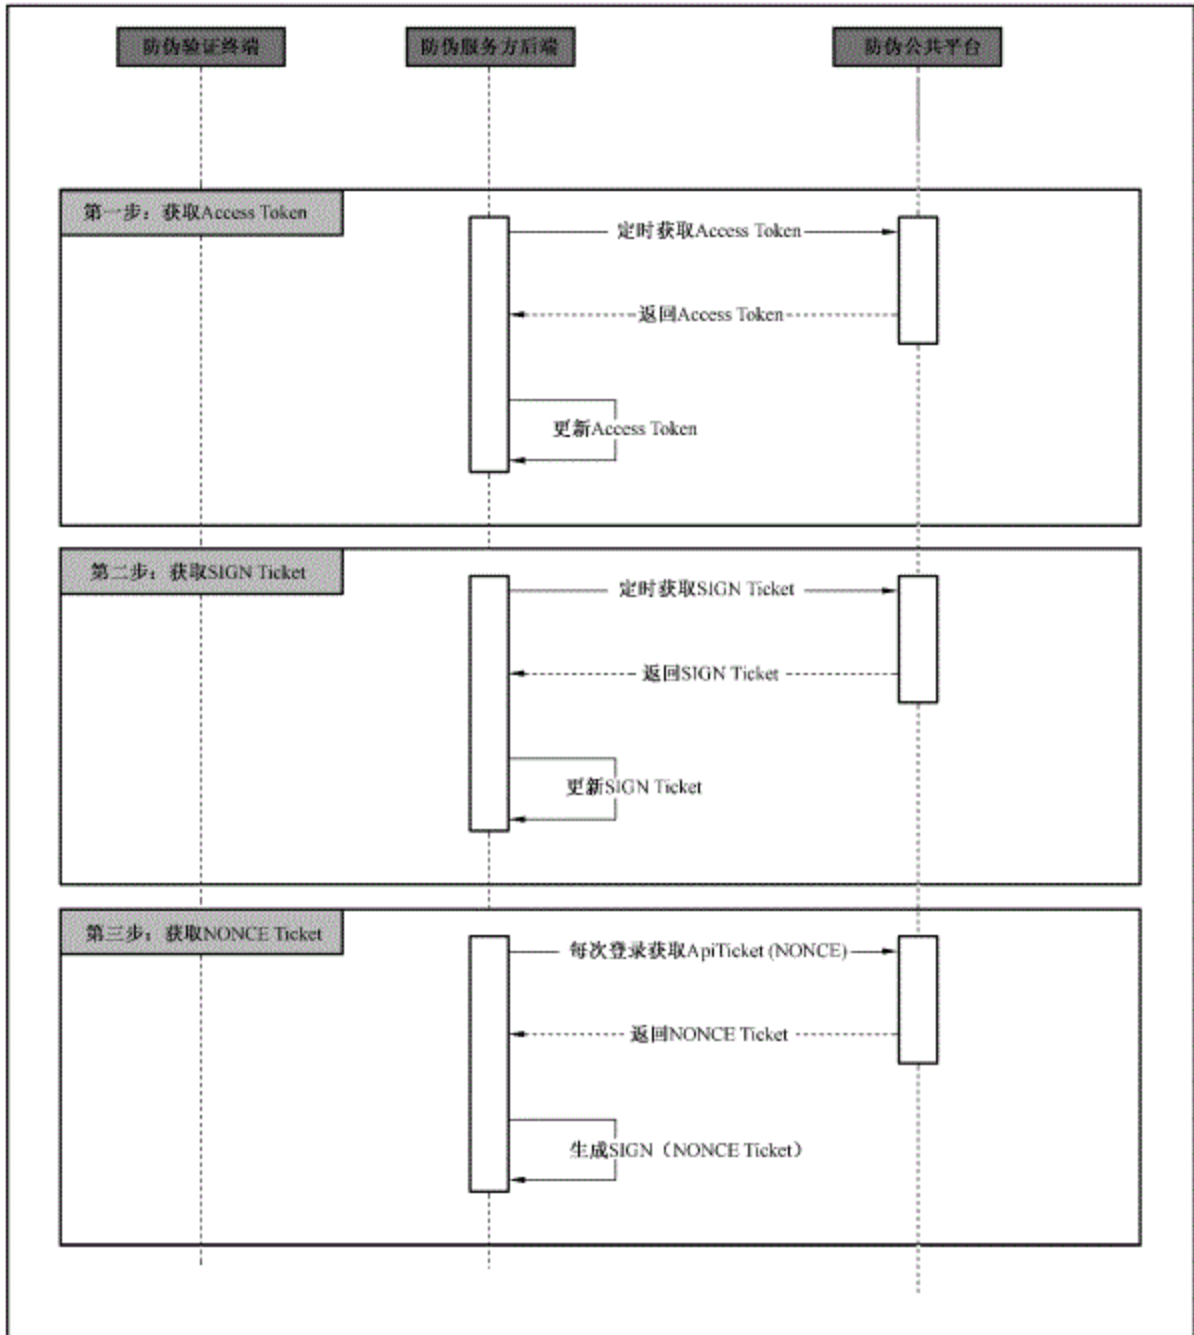 防伪验证终端
防伪服务方后端
防伪公共平台
第一步：获取Access Token
定时获取Access Token
返回Access Token
更新Access Token
第二步：获取SIGN Ticket
定时获取SIGN Ticket
返回SIGN Ticket
更新SIGN Ticket
第三步：获取NONCE Ticket
每次登录获取ApiTicket (NONCE)
返回NONCE Ticket
生成SIGN（NONCE Ticket）